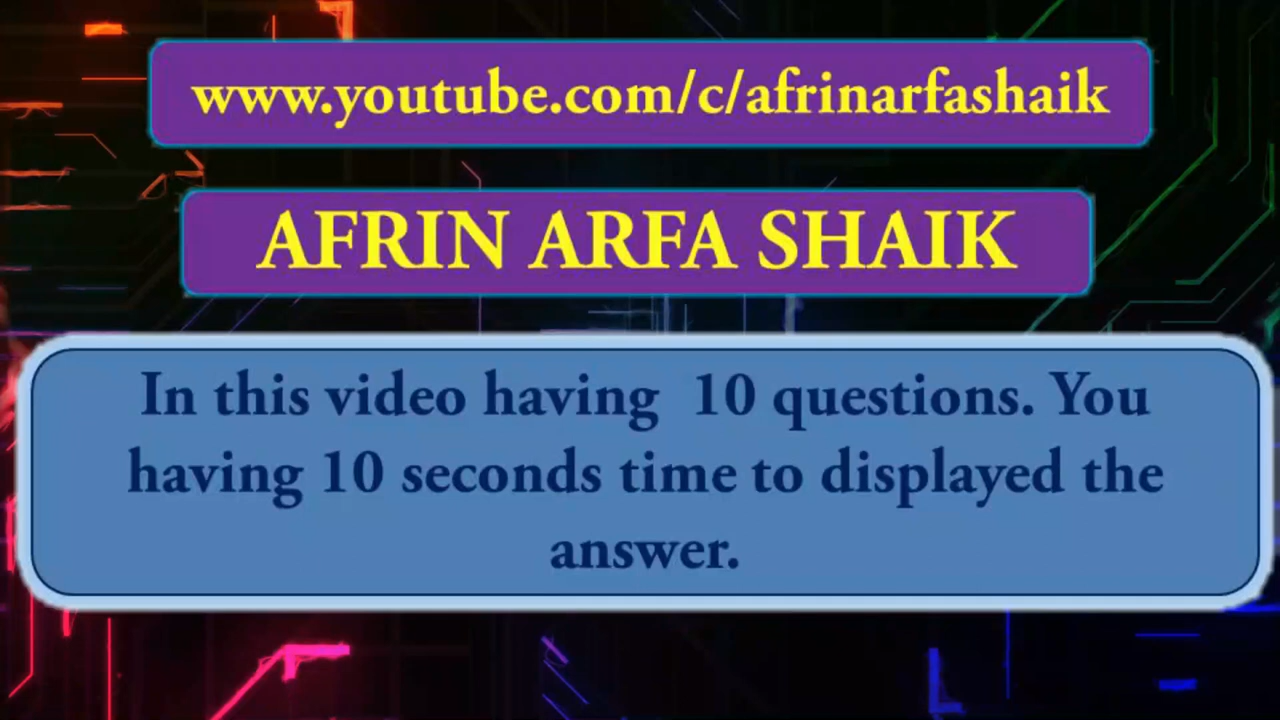 www.youtube.com/c/afrinarfashaik
AFRIN ARFA SHAIK
In this video having 10 questions. You
having 10 seconds time to displayed the
answer.